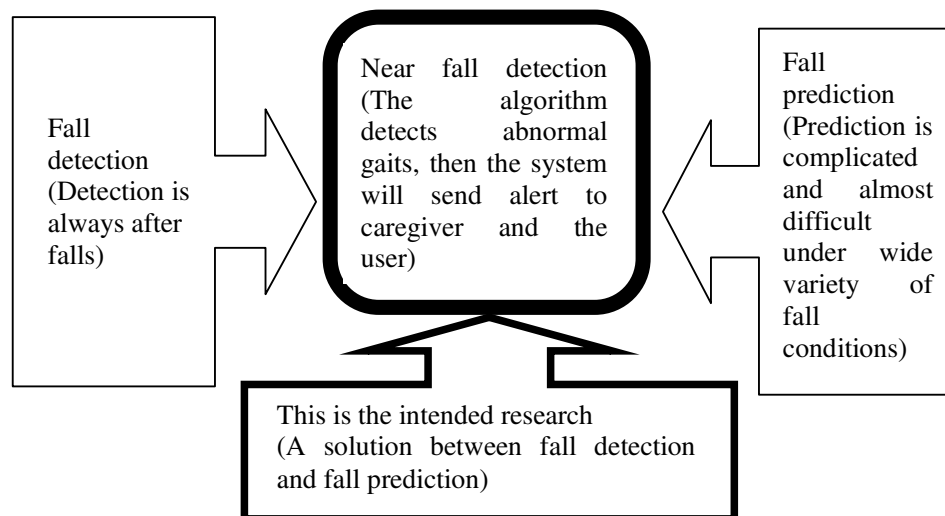 Fall
detection
(Detection is
always after
falls)
Near fall detection
(The algorithm
detects abnormal
gaits, then the system
will send alert to
caregiver and the
user)
Fall
prediction
(Prediction is
complicated
and almost
difficult
under wide
variety of
fall
conditions)
This is the intended research
(A solution between fall detection
and fall prediction)